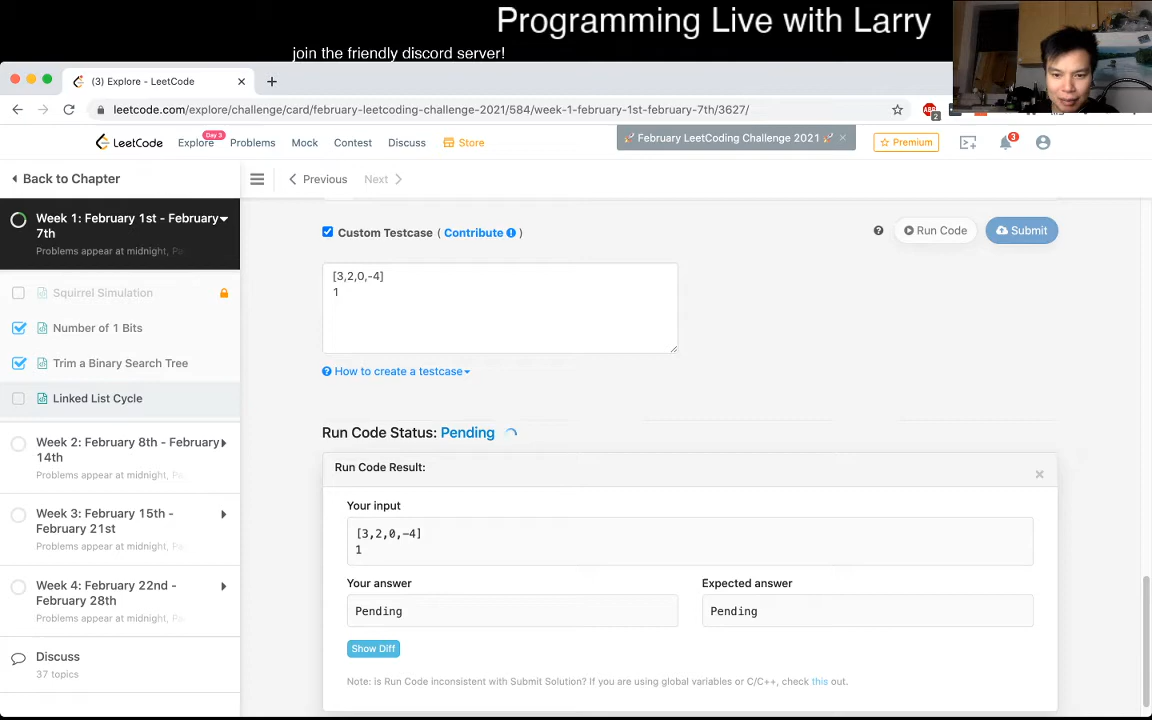 Programming Live with Larry
join the friendly discord server!
(3) Explore - LeetCode
leetcode.com/explore/challenge/card/february-leetcoding-challenge-2021/584/week-1-february-1st-february-7th/3627/
ABP
2
LeetCode
Explore
Day 3
Problems
Mock
Contest
Discuss
Store
February LeetCoding Challenge 2021
Premium
3
Back to Chapter
Previous
Next
Week 1: February 1st - February
7th
Problems appear at midnight,
Squirrel Simulation
Number of 1 Bits
Trim a Binary Search Tree
Linked List Cycle
Week 2: February 8th - February
14th
Problems appear at midnight,
Week 3: February 15th -
February 21st
Problems appear at midnight,
Week 4: February 22nd -
February 28th
Problems appear at midnight,
Discuss
37 topics
Custom Testcase ( Contribute )
Run Code
Submit
[3,2,0,-4]
1
How to create a testcase
Run Code Status: Pending
Run Code Result:
Your input
[3,2,0,-4]
1
Your answer
Expected answer
Pending
Pending
Show Diff
Note: is Run Code inconsistent with Submit Solution? If you are using global variables or C/C++, check this out.